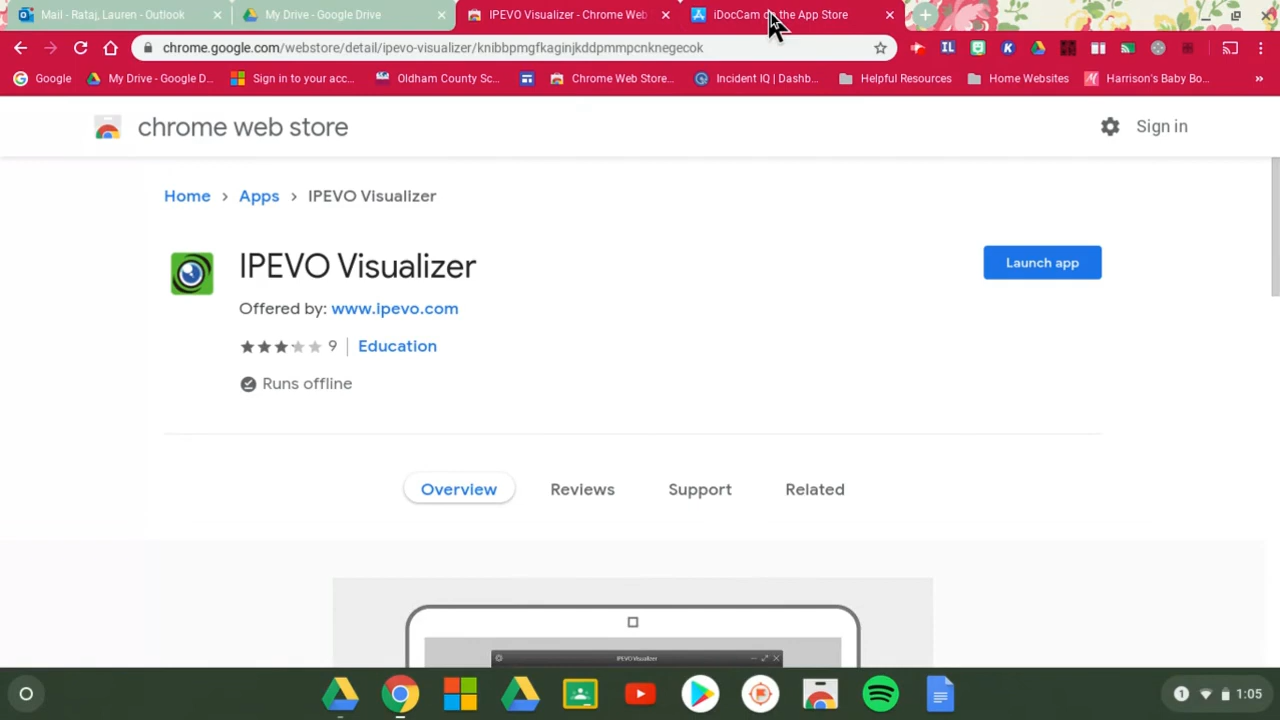 Mail - Rataj, Lauren - Outlook
My Drive - Google Drive
IPEVO Visualizer - Chrome Web
iDocCam on the App Store
chrome.google.com/webstore/detail/ipevo-visualizer/knibbpmgfkaginjkddpmmpcnknegecok
Google
My Drive - Google D...
Sign in to your acc...
Oldham County Sc...
Chrome Web Store...
Incident IQ | Dashb...
Helpful Resources
Home Websites
Harrison's Baby Bo...
»
chrome web store
Sign in
Home > Apps > IPEVO Visualizer
IPEVO Visualizer
Launch app
Offered by: www.ipevo.com
9 | Education
Runs offline
Overview
Reviews
Support
Related
IPEVO Visualizer
1 1:05